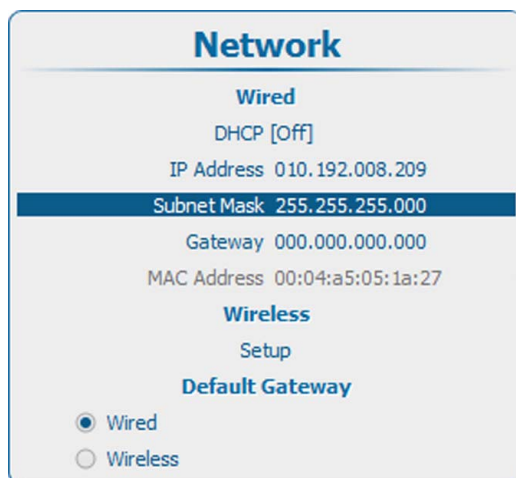 Network
Wired
DHCP [Off]
IP Address 010.192.008.209
Subnet Mask 255.255.255.000
Gateway 000.000.000.000
MAC Address 00:04:a5:05:1a:27
Wireless
Setup
Default Gateway
Wired
Wireless